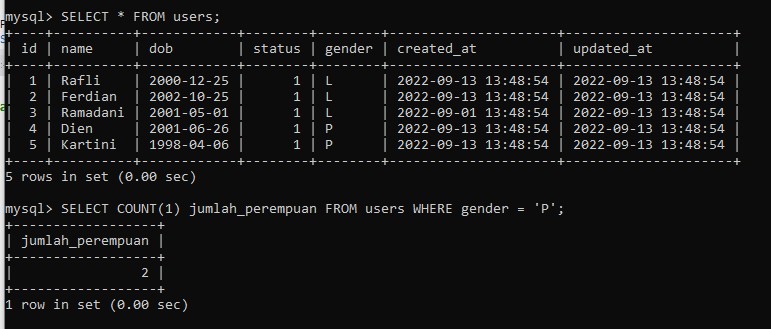 mysql> SELECT * FROM users;
+----+----------+------------+--------+--------+---------------------+---------------------+
| id | name     | dob        | status | gender | created_at          | updated_at          |
+----+----------+------------+--------+--------+---------------------+---------------------+
|  1 | Rafli    | 2000-12-25 |      1 | L      | 2022-09-13 13:48:54 | 2022-09-13 13:48:54 |
|  2 | Ferdian  | 2002-10-25 |      1 | L      | 2022-09-13 13:48:54 | 2022-09-13 13:48:54 |
|  3 | Ramadani | 2001-05-01 |      1 | L      | 2022-09-01 13:48:54 | 2022-09-13 13:48:54 |
|  4 | Dien     | 2001-06-26 |      1 | P      | 2022-09-13 13:48:54 | 2022-09-13 13:48:54 |
|  5 | Kartini  | 1998-04-06 |      1 | P      | 2022-09-13 13:48:54 | 2022-09-13 13:48:54 |
+----+----------+------------+--------+--------+---------------------+---------------------+
5 rows in set (0.00 sec)
mysql> SELECT COUNT(1) jumlah_perempuan FROM users WHERE gender = 'P';
+------------------+
| jumlah_perempuan |
+------------------+
|                2 |
+------------------+
1 row in set (0.00 sec)